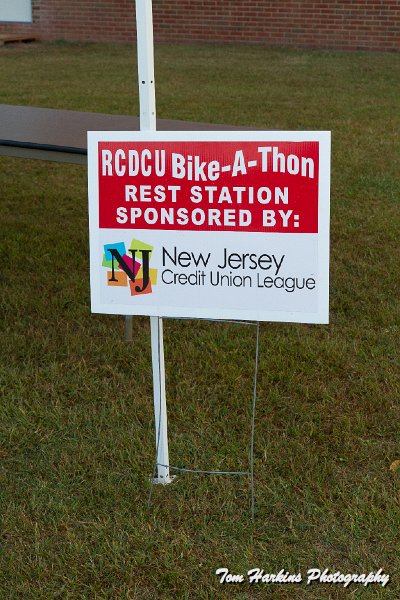 RCDCU Bike-A-Thon
REST STATION
SPONSORED BY:
NJ
New Jersey
Credit Union League
Tom Harkins Photography